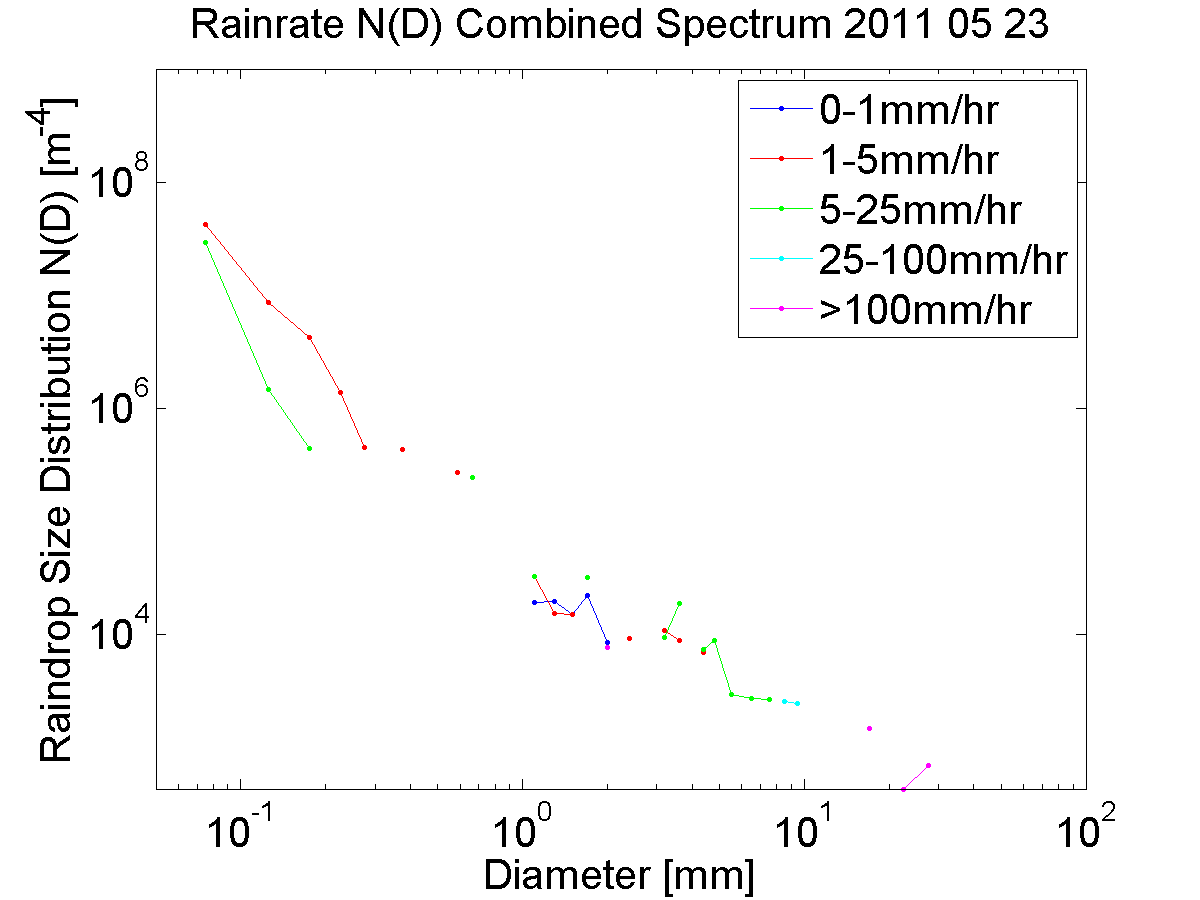 Rainrate N(D) Combined Spectrum 2011 05 23
Raindrop Size Distribution N(D) [m^-4]
10^8
10^6
10^4
0-1mm/hr
1-5mm/hr
5-25mm/hr
25-100mm/hr
>100mm/hr
10^-1
10^0
10^1
10^2
Diameter [mm]